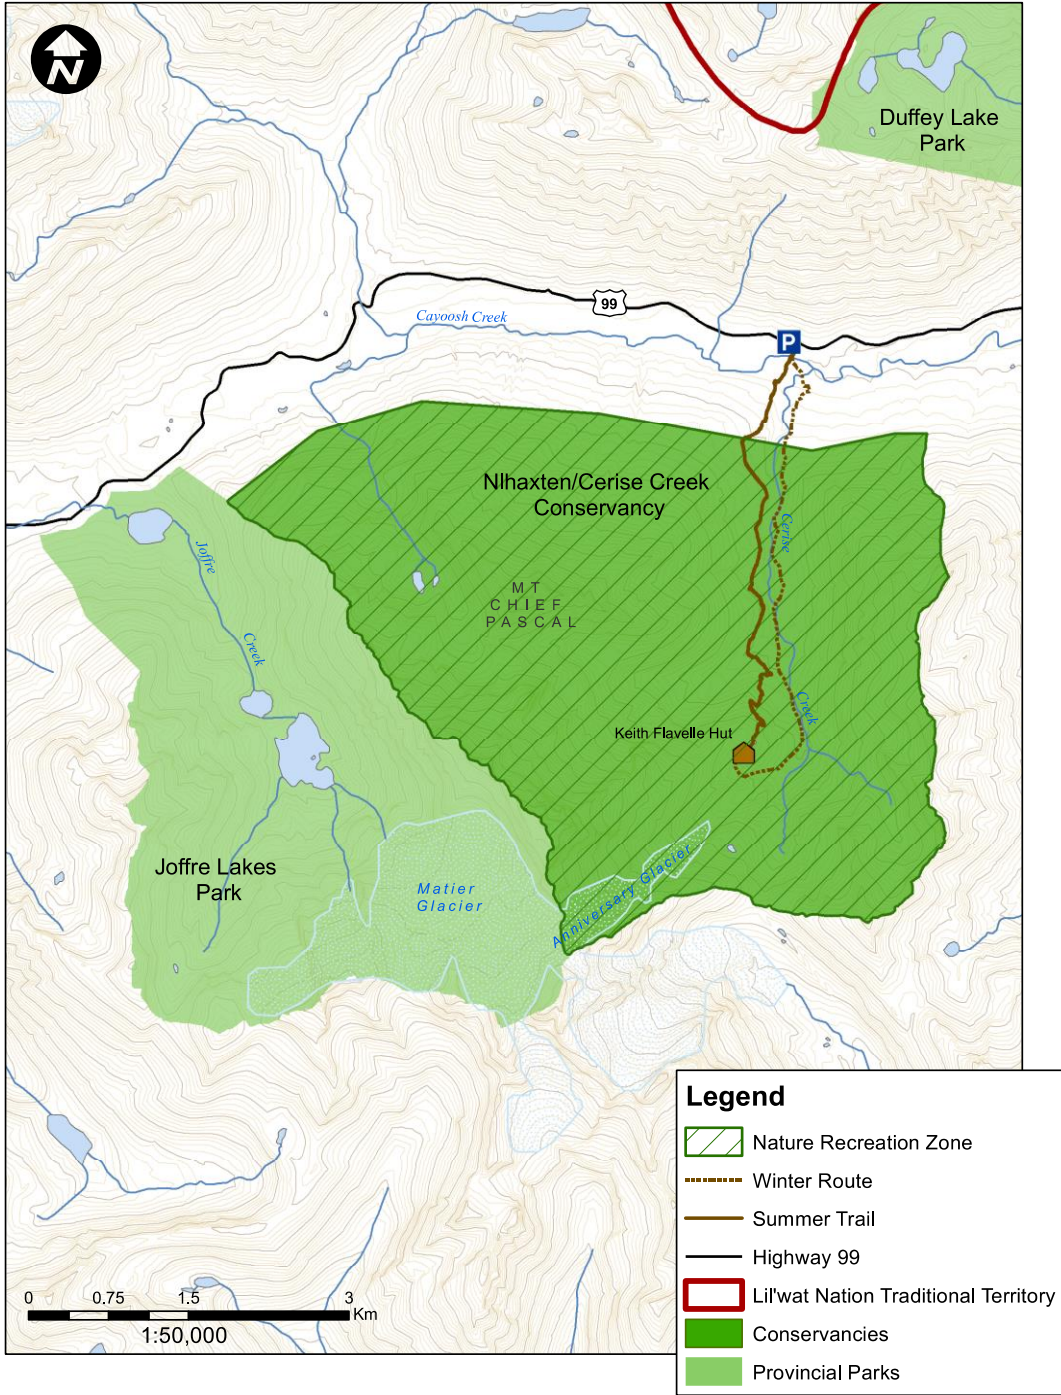 N
Duffey Lake
Park
99
Cayoosh Creek
P
Nlhaxten/Cerise Creek
Conservancy
Joffre
Creek
Cerise
Creek
MT
CHIEF
PASCAL
Keith Flavelle Hut
Joffre Lakes
Park
Matier
Glacier
Anniversary Glacier
Legend
Nature Recreation Zone
Winter Route
Summer Trail
Highway 99
Lil'wat Nation Traditional Territory
Conservancies
Provincial Parks
0 0.75 1.5 3
Km
1:50,000